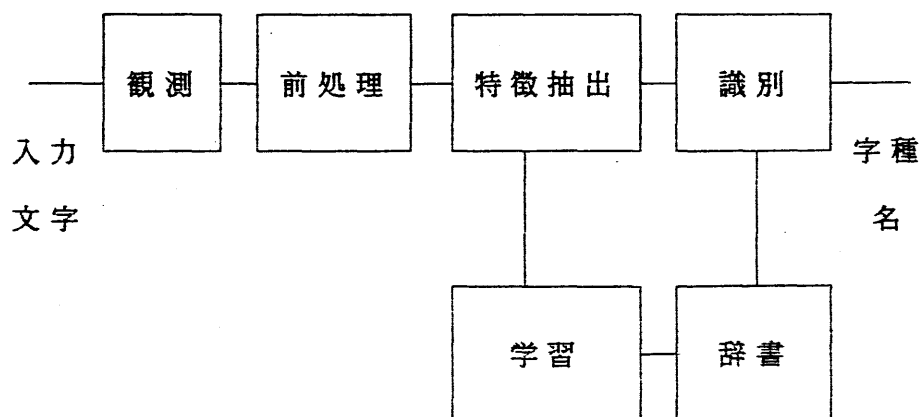 観測
前処理
特徴抽出
識別
入力
文字
字種
名
学習
辞書